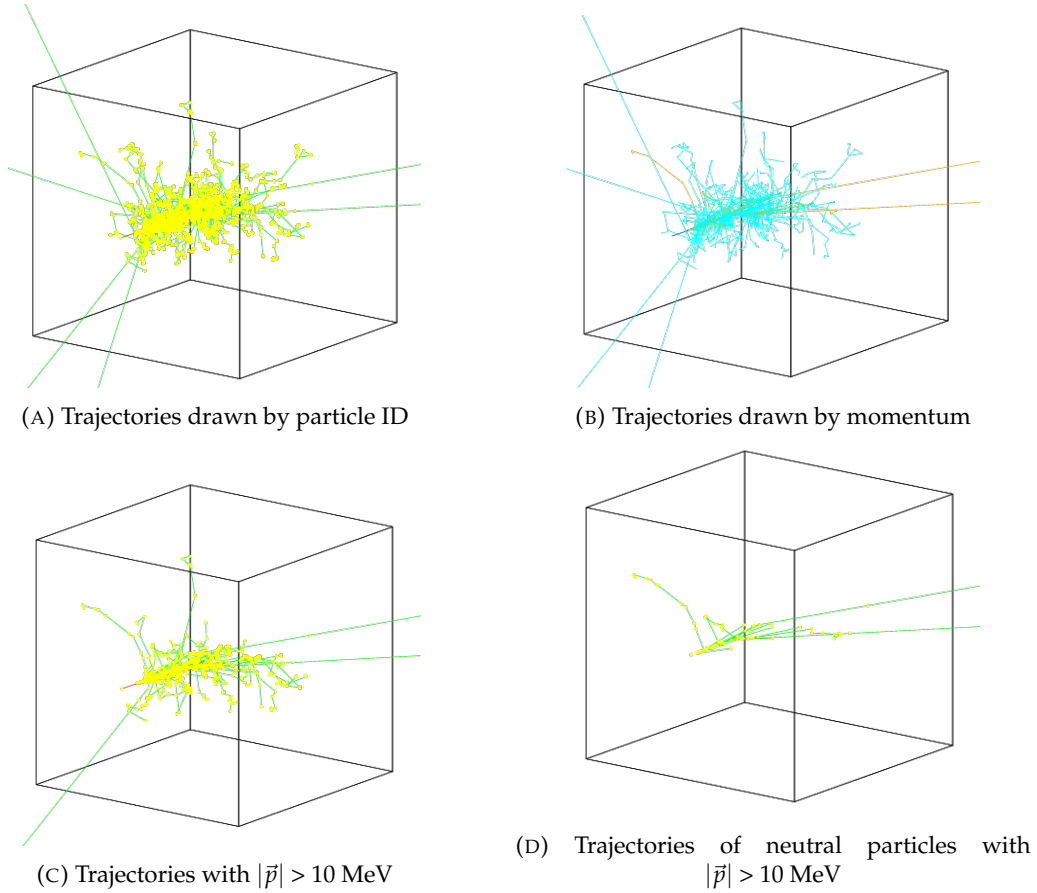 (A) Trajectories drawn by particle ID
(B) Trajectories drawn by momentum
(C) Trajectories with |p⃗| > 10 MeV
(D) Trajectories of neutral particles with
|p⃗| > 10 MeV